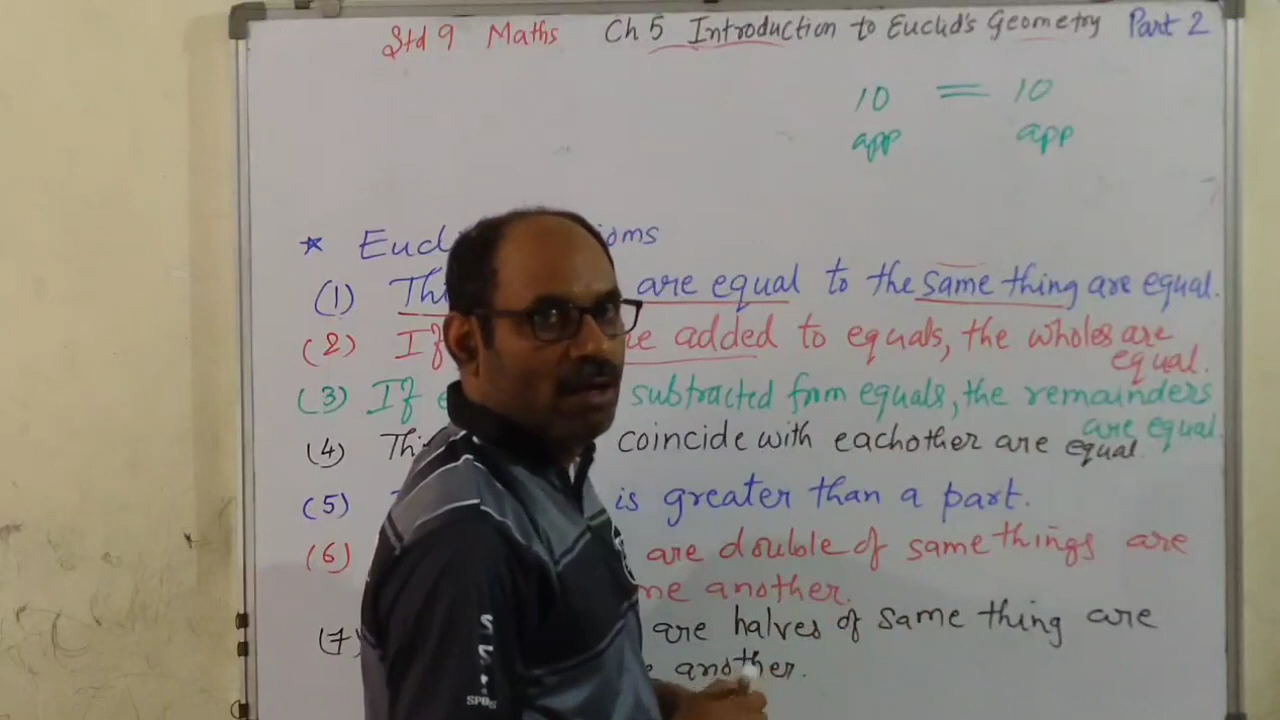 Std 9 Maths Ch 5 Introduction to Euclid's Geometry Part 2
10 = 10
app app
* Eucl oms
(1) Thi are equal to the same thing are equal.
(2) If e added to equals, the wholes are
equal.
(3) If e subtracted from equals, the remainders
are equal.
(4) Thi coincide with eachother are equal.
(5) is greater than a part.
(6) are double of same things are
ne another.
(7) are halves of same thing are
e another.
SPO